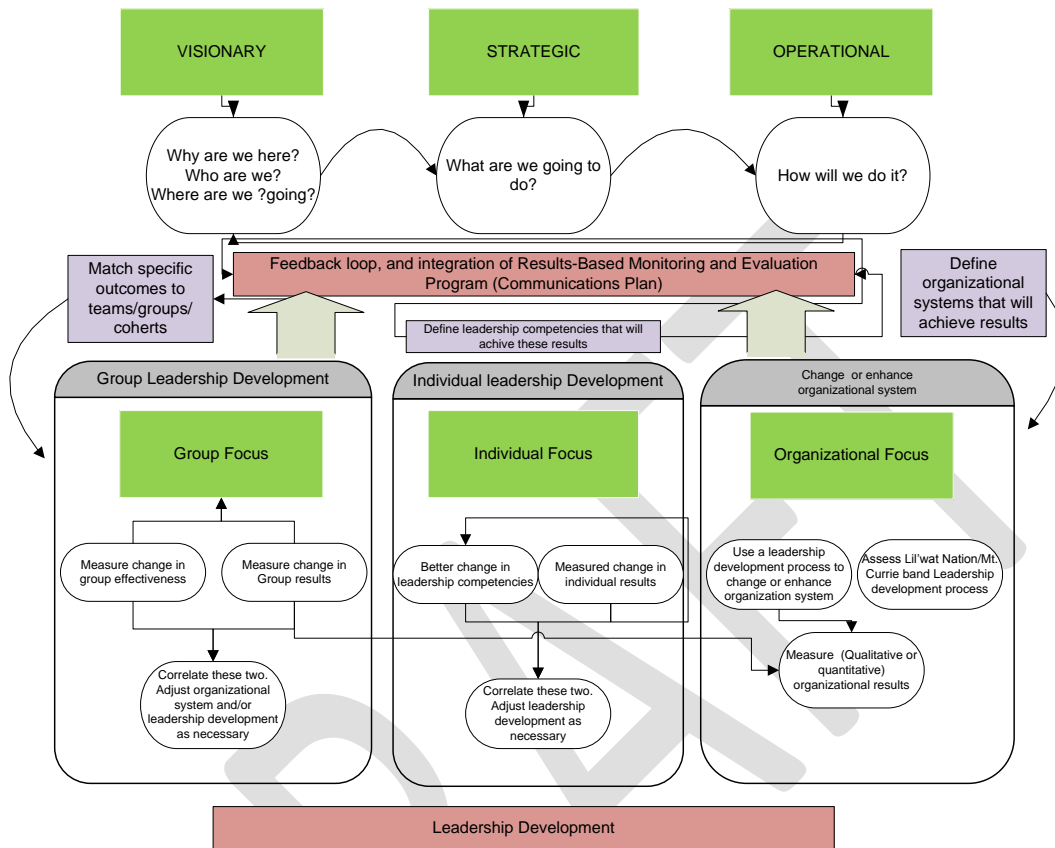 VISIONARY
STRATEGIC
OPERATIONAL
Why are we here?
Who are we?
Where are we ?going?
What are we going to
do?
How will we do it?
Match specific
outcomes to
teams/groups/
coherts
Feedback loop, and integration of Results-Based Monitoring and Evaluation
Program (Communications Plan)
Define
organizational
systems that will
achieve results
Define leadership competencies that will
achive these results
Group Leadership Development
Individual leadership Development
Change or enhance
organizational system
Group Focus
Individual Focus
Organizational Focus
Measure change in
group effectiveness
Measure change in
Group results
Better change in
leadership competencies
Measured change in
individual results
Use a leadership
development process to
change or enhance
organization system
Assess Lil'wat Nation/Mt.
Currie band Leadership
development process
Correlate these two.
Adjust organizational
system and/or
leadership development
as necessary
Correlate these two.
Adjust leadership
development as
necessary
Measure (Qualitative or
quantitative)
organizational results
Leadership Development
DRAFT